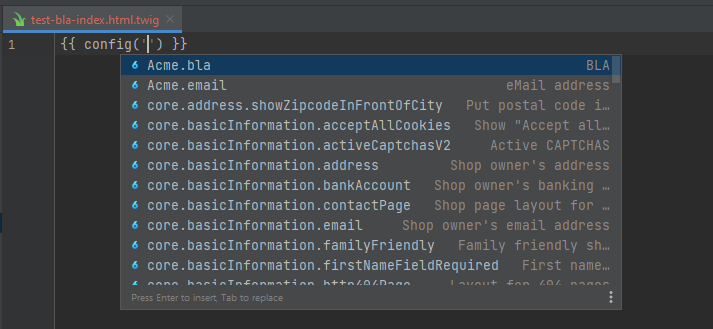 test-bla-index.html.twig
1 {{ config('') }}
Acme.bla BLA
Acme.email eMail address
core.address.showZipcodeInFrontOfCity Put postal code i…
core.basicInformation.acceptAllCookies Show "Accept all…
core.basicInformation.activeCaptchasV2 Active CAPTCHAS
core.basicInformation.address Shop owner's address
core.basicInformation.bankAccount Shop owner's banking …
core.basicInformation.contactPage Shop page layout for …
core.basicInformation.email Shop owner's email address
core.basicInformation.familyFriendly Family friendly sh…
core.basicInformation.firstNameFieldRequired First name…
core.basicInformation.http404Page Layout for 404 pages
Press Enter to insert, Tab to replace